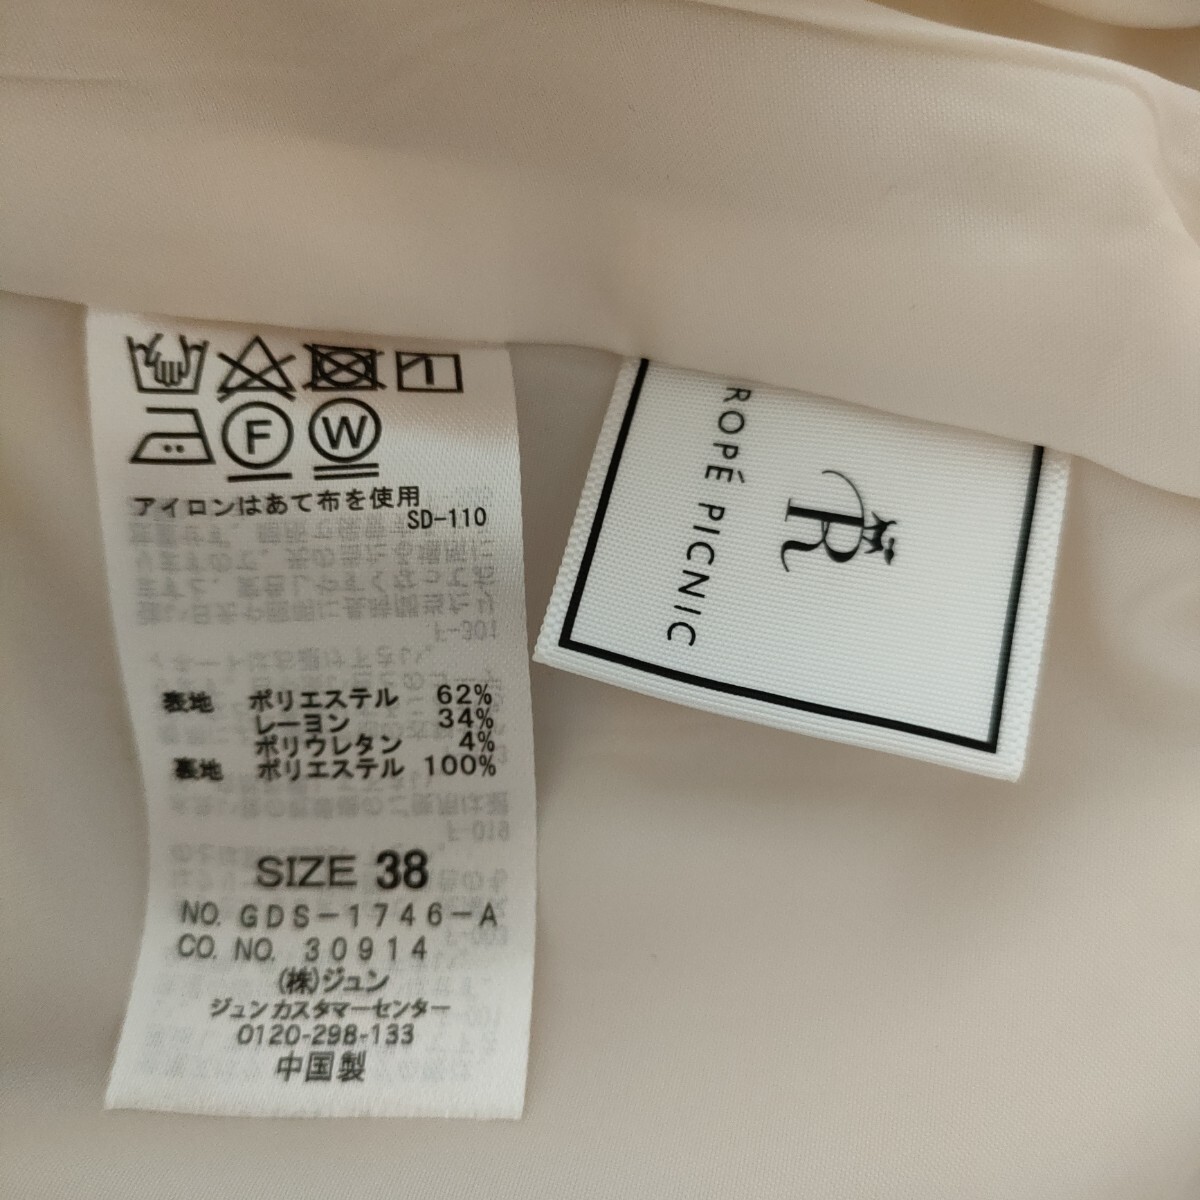 F
W
アイロンはあて布を使用
SD-110
表地 ポリエステル 62%
レーヨン 34%
ポリウレタン 4%
裏地 ポリエステル 100%
SIZE 38
NO. GDS-1746-A
CO. NO. 30914
(株)ジュン
ジュンカスタマーセンター
0120-298-133
中国製
R
ROPÉ PICNIC